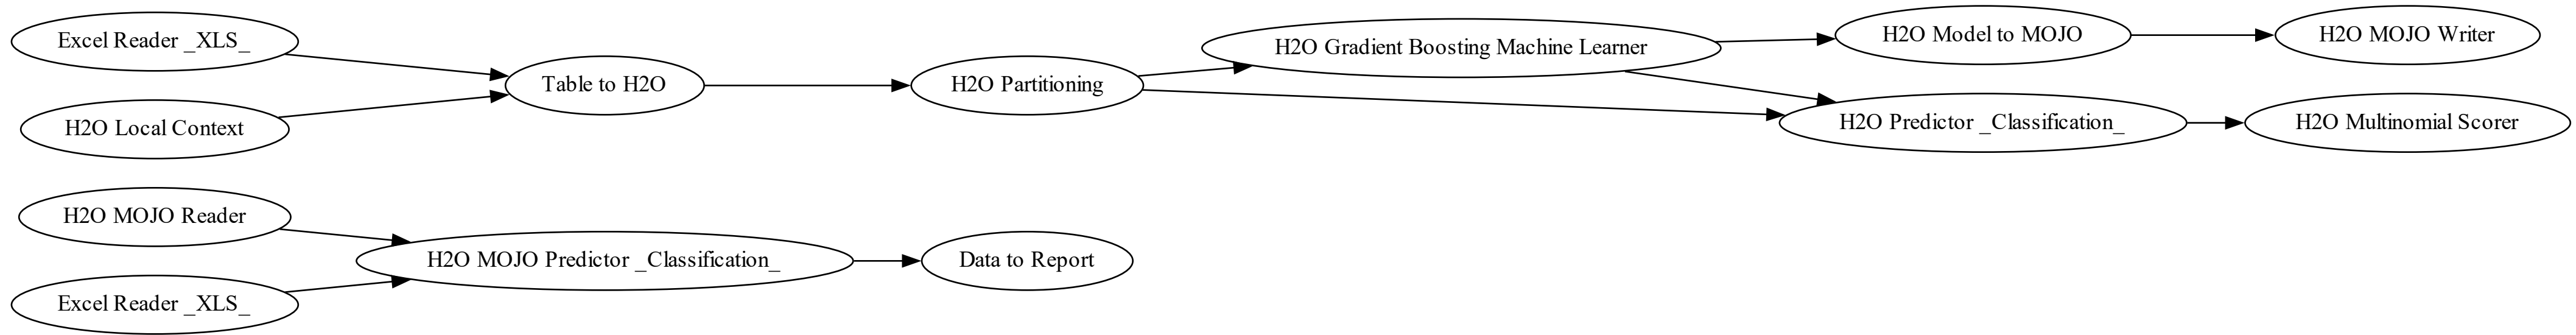 Excel Reader _XLS_
H2O Local Context
Table to H2O
H2O Partitioning
H2O Gradient Boosting Machine Learner
H2O Model to MOJO
H2O MOJO Writer
H2O Predictor _Classification_
H2O Multinomial Scorer
H2O MOJO Reader
Excel Reader _XLS_
H2O MOJO Predictor _Classification_
Data to Report